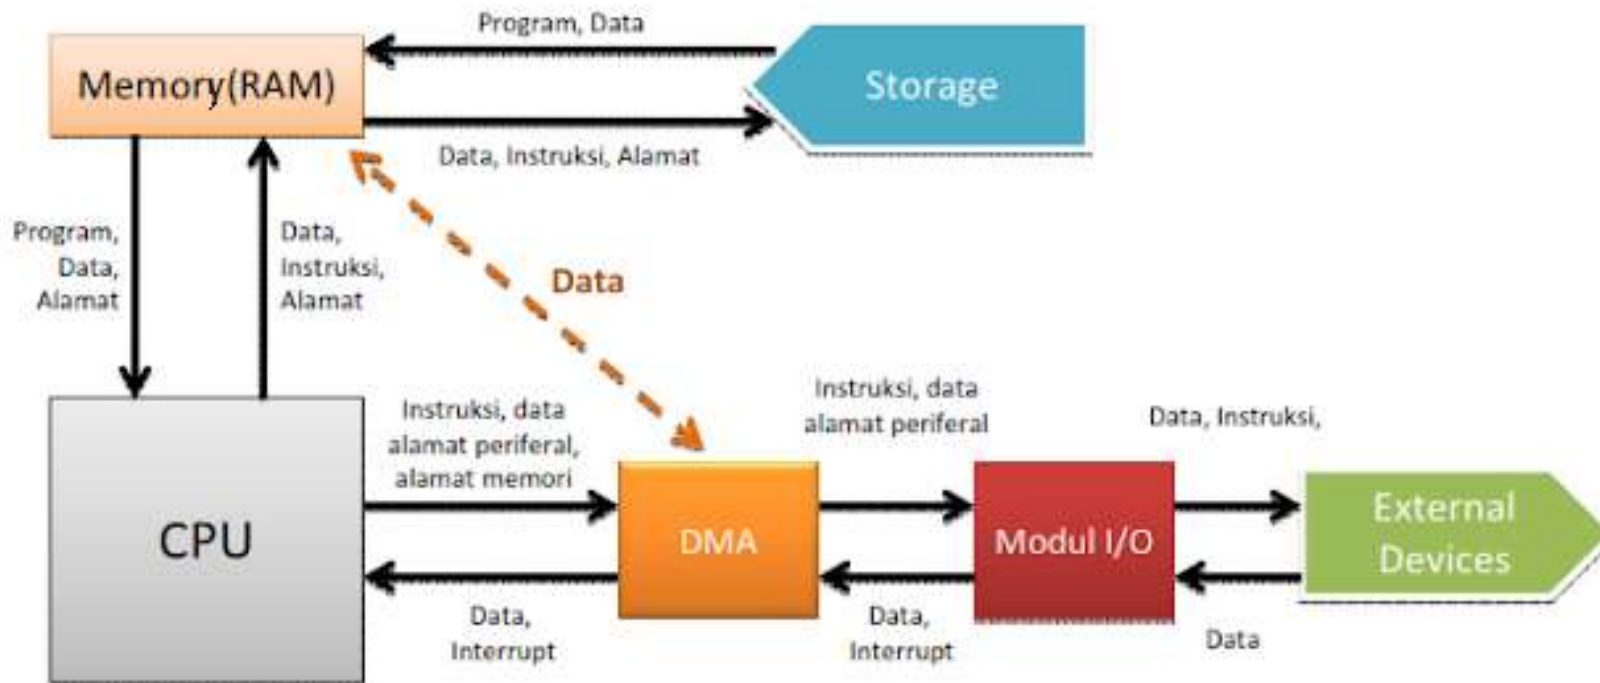 Program, Data
Memory(RAM)
Storage
Data, Instruksi, Alamat
Program,
Data,
Alamat
Data,
Instruksi,
Alamat
Data
Instruksi, data
alamat periferal,
alamat memori
Instruksi, data
alamat periferal
Data, Instruksi,
CPU
DMA
Modul I/O
External
Devices
Data,
Interrupt
Data,
Interrupt
Data